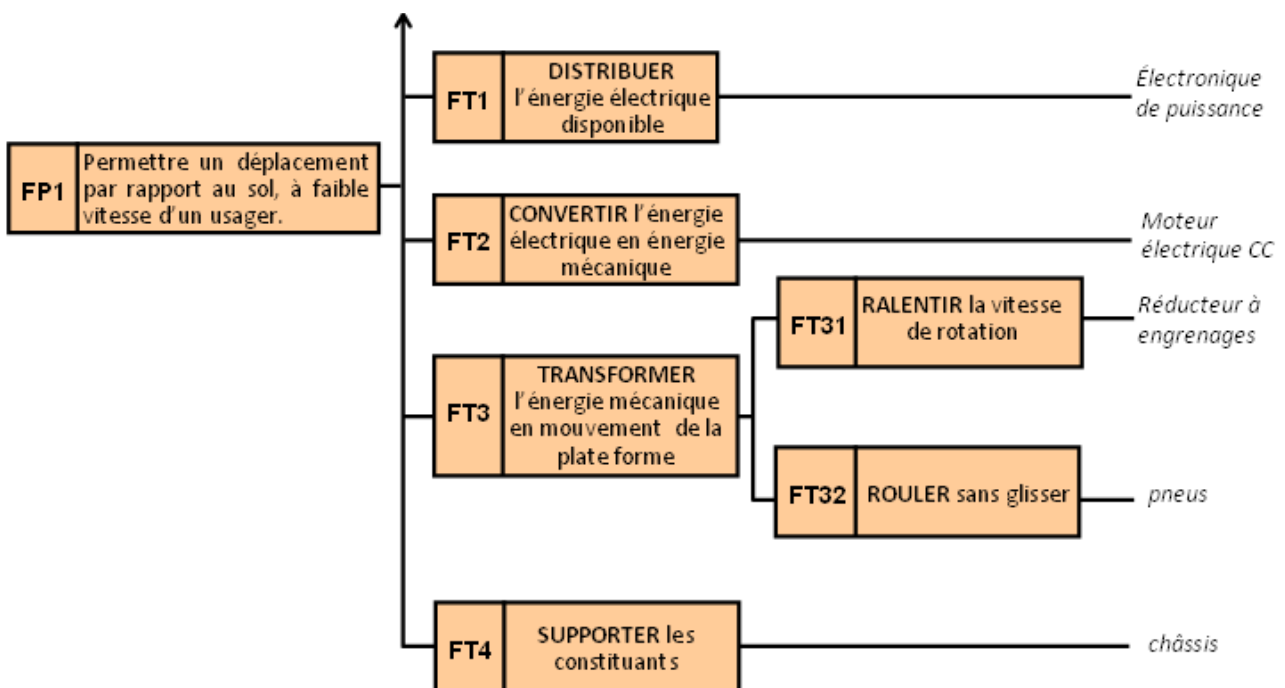 FT1
DISTRIBUER
l'énergie électrique
disponible
Électronique
de puissance
FP1
Permettre un déplacement
par rapport au sol, à faible
vitesse d'un usager.
FT2
CONVERTIR l'énergie
électrique en énergie
mécanique
Moteur
électrique CC
FT31
RALENTIR la vitesse
de rotation
Réducteur à
engrenages
FT3
TRANSFORMER
l'énergie mécanique
en mouvement de la
plate forme
FT32
ROULER sans glisser
pneus
FT4
SUPPORTER les
constituants
châssis